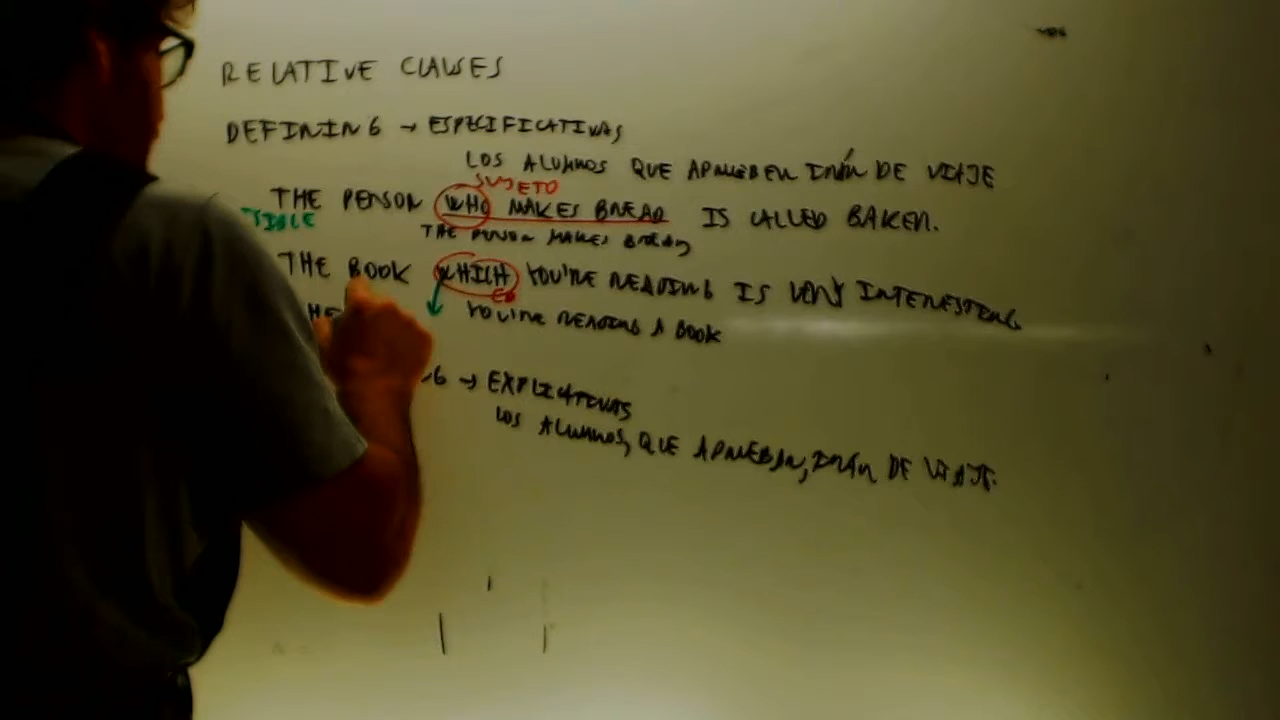 RELATIVE CLAUSES
DEFINING → ESPECIFICATIVAS
LOS ALUMNOS QUE APRUEBEN IRÁN DE VIAJE
SUJETO
THE PERSON WHO MAKES BREAD IS CALLED BAKER.
THE PERSON MAKES BREAD
THE BOOK WHICH YOU'RE READING IS VERY INTERESTING
YOU'RE READING A BOOK
→ EXPLICATIVAS
LOS ALUMNOS, QUE APRUEBAN, IRÁN DE VIAJE.